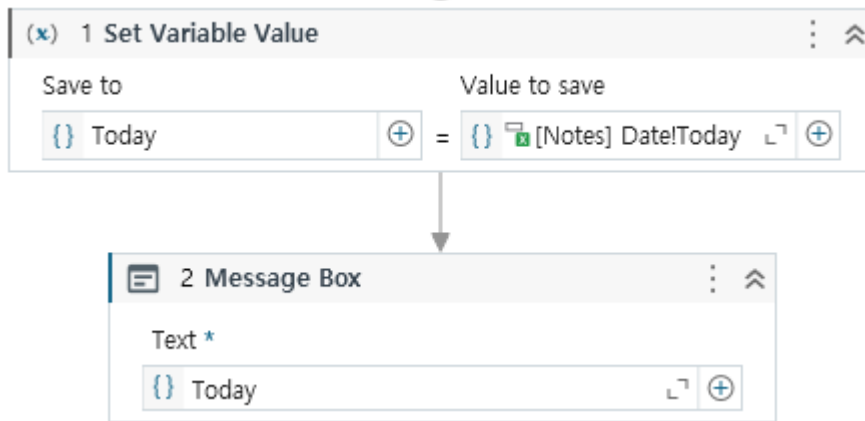 (x) 1 Set Variable Value
Save to
Value to save
{} Today
=
{} [Notes] Date!Today
2 Message Box
Text *
{} Today